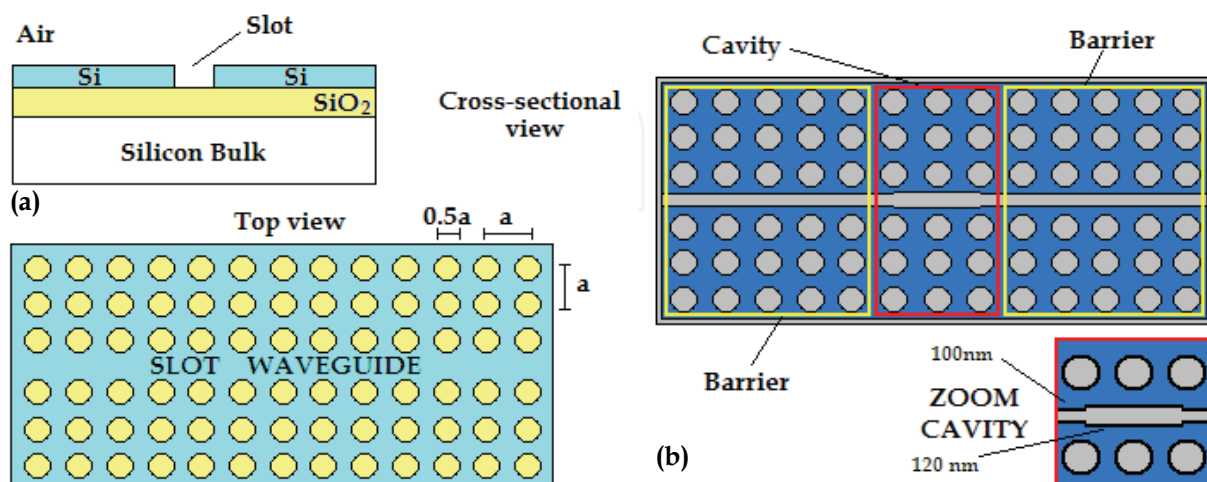 Air
Slot
Si
Si
SiO₂
Silicon Bulk
(a)
Cross-sectional
view
Top view
0.5a
a
a
SLOT WAVEGUIDE
Cavity
Barrier
Barrier
100nm
ZOOM
CAVITY
120 nm
(b)